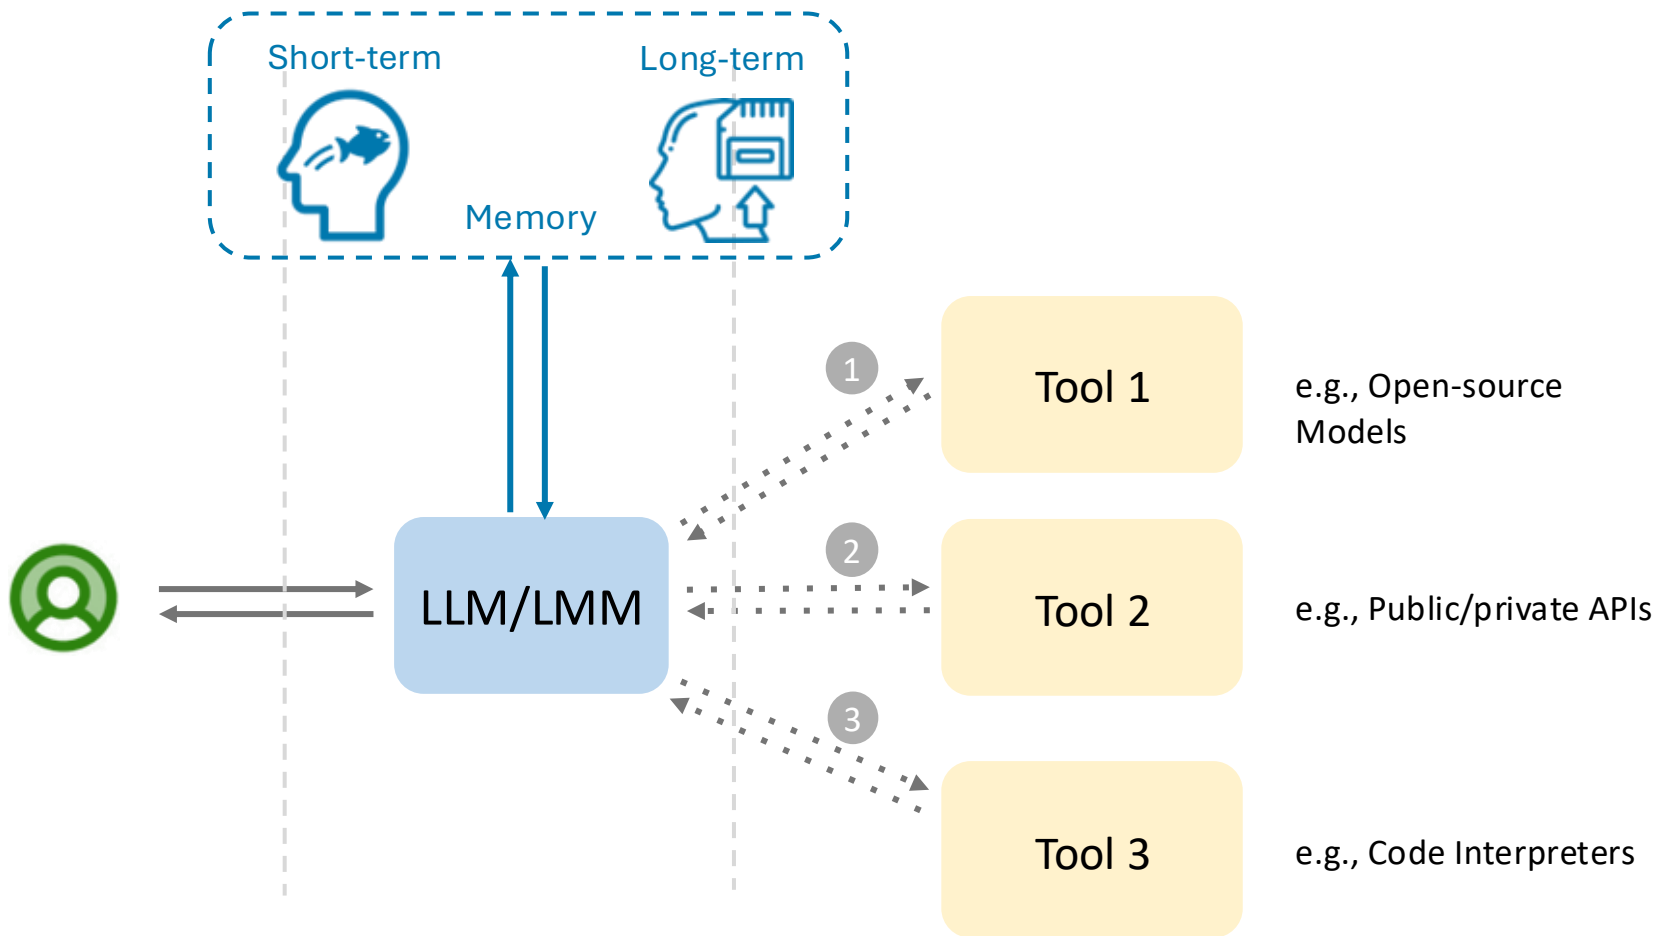 Short-term
Long-term
Memory
1
Tool 1
e.g., Open-source
Models
2
LLM/LMM
Tool 2
e.g., Public/private APIs
3
Tool 3
e.g., Code Interpreters